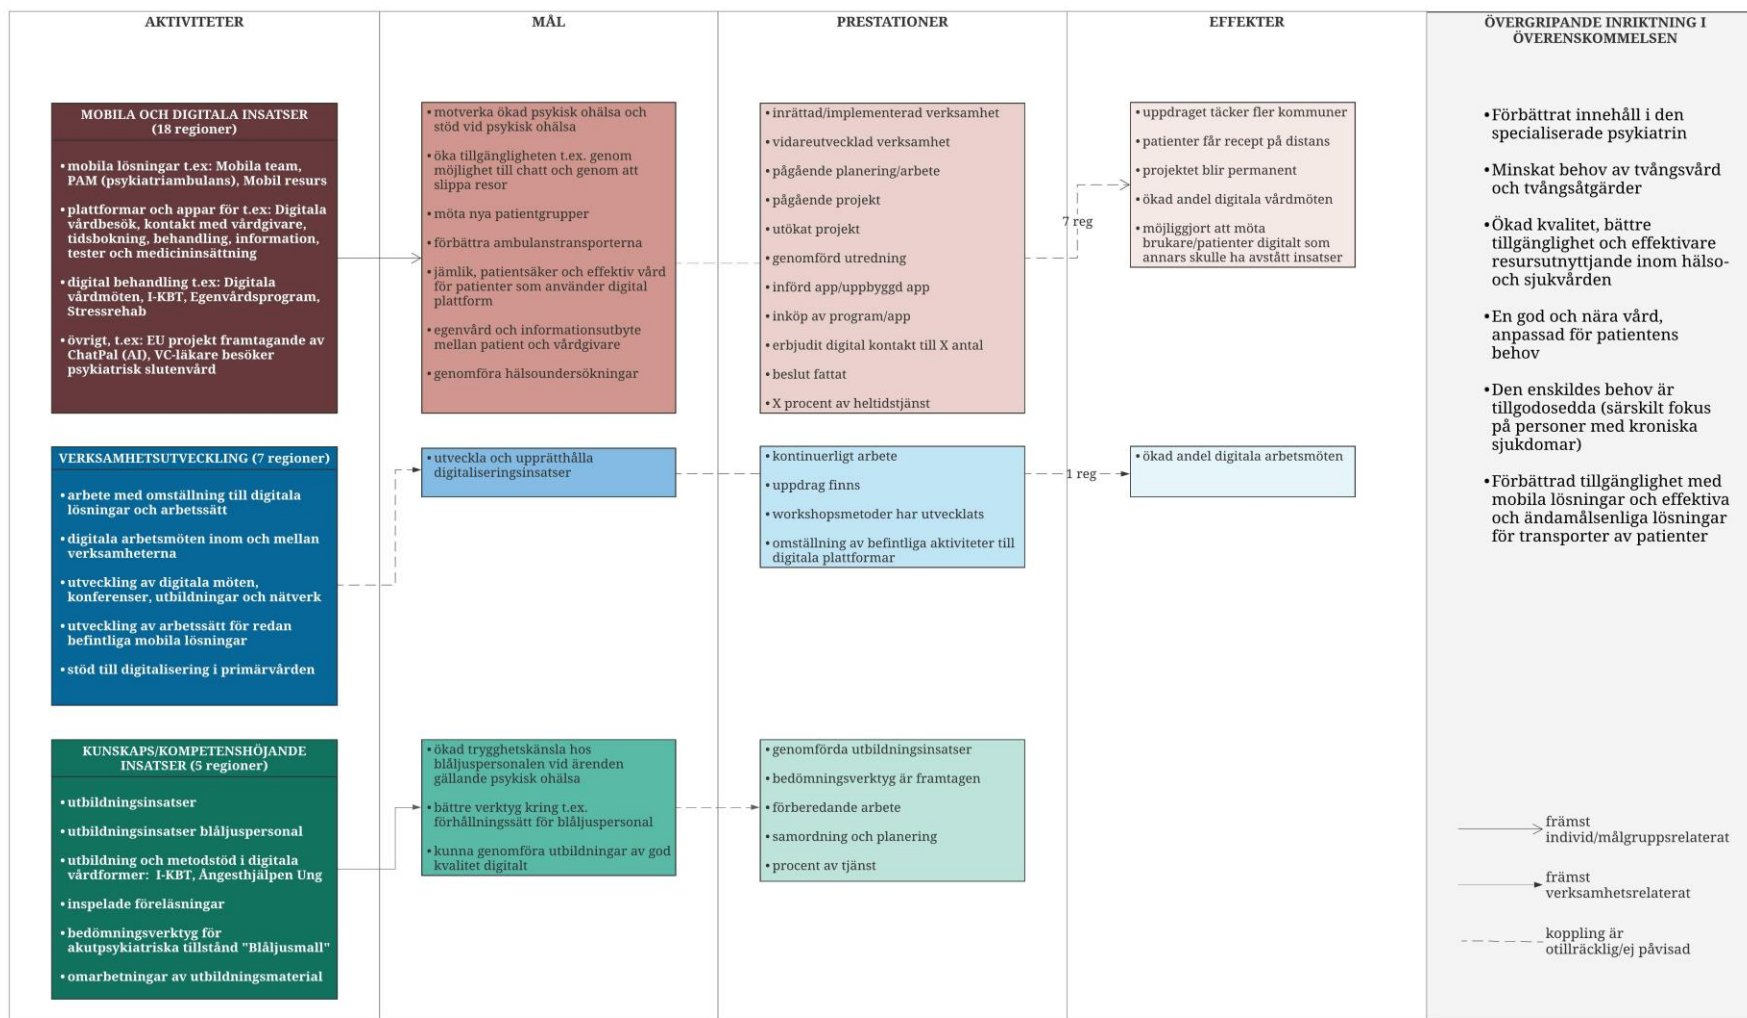 AKTIVITETER
MÅL
PRESTATIONER
EFFEKTER
ÖVERGRIPANDE INRIKTNING I
ÖVERENSKOMMELSEN
MOBILA OCH DIGITALA INSATSER
(18 regioner)
• mobila lösningar t.ex: Mobila team,
PAM (psykiatriambulans), Mobil resurs
• plattformar och appar för t.ex: Digitala
vårdbesök, kontakt med vårdgivare,
tidsbokning, behandling, information,
tester och medicininsättning
• digital behandling t.ex: Digitala
vårdmöten, I-KBT, Egenvårdsprogram,
Stressrehab
• övrigt, t.ex: EU projekt framtagande av
ChatPal (AI), VC-läkare besöker
psykiatrisk slutenvård
• motverka ökad psykisk ohälsa och
stöd vid psykisk ohälsa
• öka tillgängligheten t.ex. genom
möjlighet till chatt och genom att
slippa resor
• möta nya patientgrupper
• förbättra ambulanstransporterna
• jämlik, patientsäker och effektiv vård
för patienter som använder digital
plattform
• egenvård och informationsutbyte
mellan patient och vårdgivare
• genomföra hälsoundersökningar
• inrättad/implementerad verksamhet
• vidareutvecklad verksamhet
• pågående planering/arbete
• pågående projekt
• utökat projekt
• genomförd utredning
• införd app/uppbyggd app
• inköp av program/app
• erbjudit digital kontakt till X antal
• beslut fattat
• X procent av heltidstjänst
7 reg
• uppdraget täcker fler kommuner
• patienter får recept på distans
• projektet blir permanent
• ökad andel digitala vårdmöten
• möjliggjort att möta
brukare/patienter digitalt som
annars skulle ha avstått insatser
• Förbättrat innehåll i den
specialiserade psykiatrin
• Minskat behov av tvångsvård
och tvångsåtgärder
• Ökad kvalitet, bättre
tillgänglighet och effektivare
resursutnyttjande inom hälso-
och sjukvården
• En god och nära vård,
anpassad för patientens
behov
• Den enskildes behov är
tillgodosedda (särskilt fokus
på personer med kroniska
sjukdomar)
• Förbättrad tillgänglighet med
mobila lösningar och effektiva
och ändamålsenliga lösningar
för transporter av patienter
VERKSAMHETSUTVECKLING (7 regioner)
• arbete med omställning till digitala
lösningar och arbetssätt
• digitala arbetsmöten inom och mellan
verksamheterna
• utveckling av digitala möten,
konferenser, utbildningar och nätverk
• utveckling av arbetssätt för redan
befintliga mobila lösningar
• stöd till digitalisering i primärvården
• utveckla och upprätthålla
digitaliseringsinsatser
• kontinuerligt arbete
• uppdrag finns
• workshopsmetoder har utvecklats
• omställning av befintliga aktiviteter till
digitala plattformar
1 reg
• ökad andel digitala arbetsmöten
KUNSKAPS/KOMPETENSHÖJANDE
INSATSER (5 regioner)
• utbildningsinsatser
• utbildningsinsatser blåljuspersonal
• utbildning och metodstöd i digitala
vårdformer: I-KBT, Ångesthjälpen Ung
• inspelade föreläsningar
• bedömningsverktyg för
akutpsykiatriska tillstånd "Blåljusmall"
• omarbetningar av utbildningsmaterial
• ökad trygghetskänsla hos
blåljuspersonalen vid ärenden
gällande psykisk ohälsa
• bättre verktyg kring t.ex.
förhållningssätt för blåljuspersonal
• kunna genomföra utbildningar av god
kvalitet digitalt
• genomförda utbildningsinsatser
• bedömningsverktyg är framtagen
• förberedande arbete
• samordning och planering
• procent av tjänst
främst
individ/målgruppsrelaterat
främst
verksamhetsrelaterat
koppling är
otillräcklig/ej påvisad